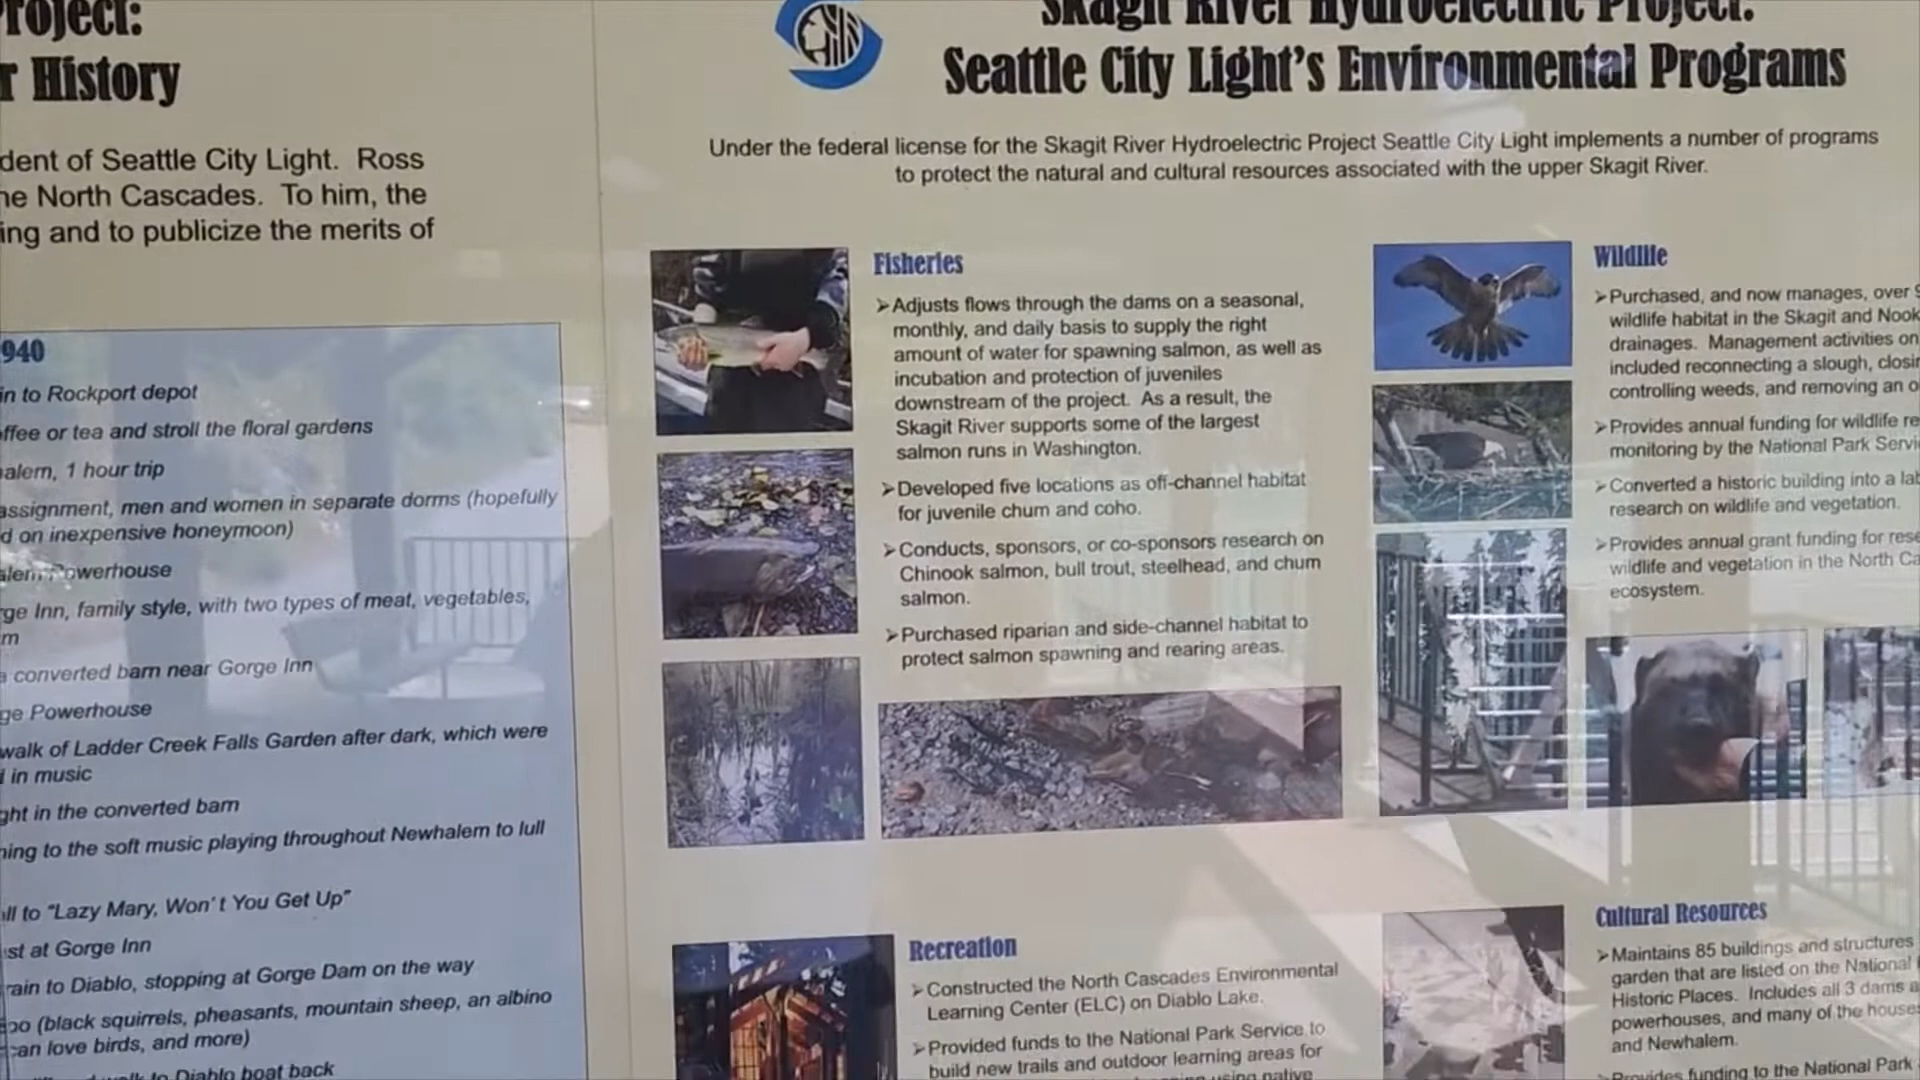 Project:
History
dent of Seattle City Light. Ross
North Cascades. To him, the
ing and to publicize the merits of
940
in to Rockport depot
or tea and stroll the floral gardens
1 hour trip
assignment, men and women in separate dorms (hopefully
on inexpensive honeymoon)
Powerhouse
Inn, family style, with two types of meat, vegetables,
converted barn near Gorge Inn
Powerhouse
walk of Ladder Creek Falls Garden after dark, which were
in music
in the converted barn
to the soft music playing throughout Newhalem to lull
to “Lazy Mary, Won't You Get Up”
at Gorge Inn
to Diablo, stopping at Gorge Dam on the way
(black squirrels, pheasants, mountain sheep, an albino
love birds, and more)
to Diablo boat back
Skagit River Hydroelectric Project:
Seattle City Light's Environmental Programs
Under the federal license for the Skagit River Hydroelectric Project Seattle City Light implements a number of programs
to protect the natural and cultural resources associated with the upper Skagit River.
Fisheries
➢Adjusts flows through the dams on a seasonal,
monthly, and daily basis to supply the right
amount of water for spawning salmon, as well as
incubation and protection of juveniles
downstream of the project. As a result, the
Skagit River supports some of the largest
salmon runs in Washington.
➢Developed five locations as off-channel habitat
for juvenile chum and coho.
➢Conducts, sponsors, or co-sponsors research on
Chinook salmon, bull trout, steelhead, and chum
salmon.
➢Purchased riparian and side-channel habitat to
protect salmon spawning and rearing areas.
Wildlife
➢Purchased, and now manages, over 9
wildlife habitat in the Skagit and Nook
drainages. Management activities on
included reconnecting a slough, closin
controlling weeds, and removing an o
➢Provides annual funding for wildlife re
monitoring by the National Park Servi
➢Converted a historic building into a lab
research on wildlife and vegetation.
➢Provides annual grant funding for rese
wildlife and vegetation in the North Ca
ecosystem.
Recreation
➢Constructed the North Cascades Environmental
Learning Center (ELC) on Diablo Lake.
➢Provided funds to the National Park Service to
build new trails and outdoor learning areas for
using native
Cultural Resources
➢Maintains 85 buildings and structures
garden that are listed on the National
Historic Places. Includes all 3 dams a
powerhouses, and many of the houses
and Newhalem.
➢Provides funding to the National Park